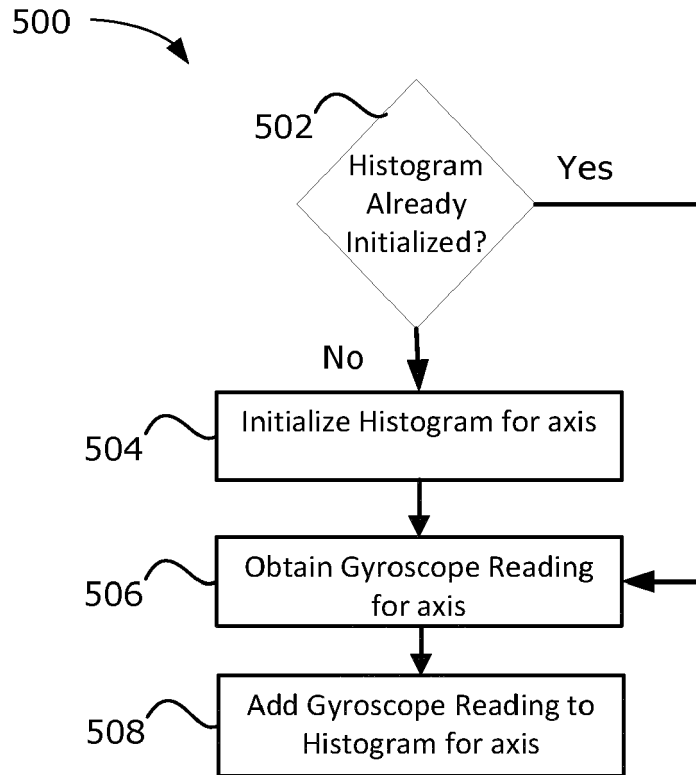 500
502
Histogram
Already
Initialized?
Yes
No
Initialize Histogram for axis
504
Obtain Gyroscope Reading
for axis
506
Add Gyroscope Reading to
Histogram for axis
508